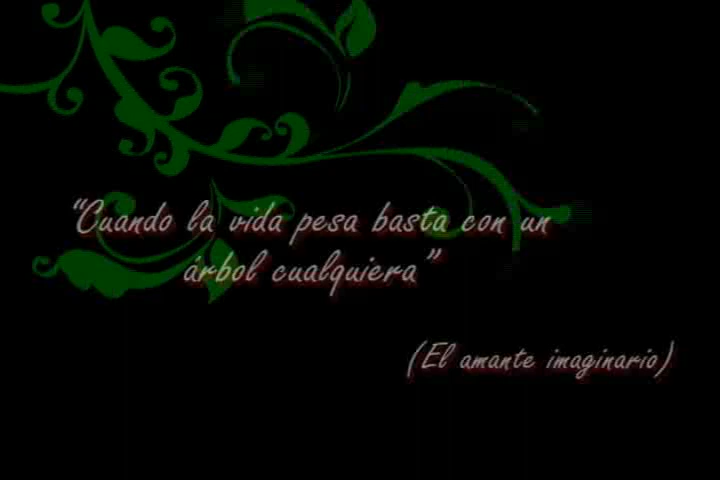 “Cuando la vida pesa basta con un
árbol cualquiera”
(El amante imaginario)